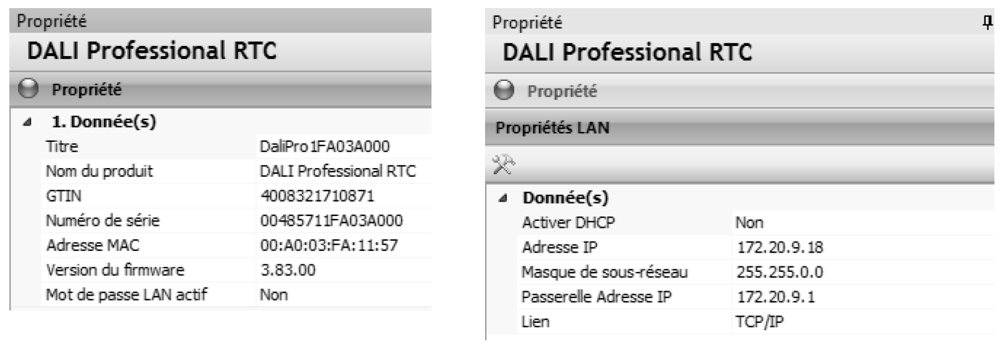 Propriété
DALI Professional RTC
Propriété
1. Donnée(s)
Titre DaliPro1FA03A000
Nom du produit DALI Professional RTC
GTIN 4008321710871
Numéro de série 00485711FA03A000
Adresse MAC 00:A0:03:FA:11:57
Version du firmware 3.83.00
Mot de passe LAN actif Non
Propriété
DALI Professional RTC
Propriété
Propriétés LAN
Donnée(s)
Activer DHCP Non
Adresse IP 172.20.9.18
Masque de sous-réseau 255.255.0.0
Passerelle Adresse IP 172.20.9.1
Lien TCP/IP